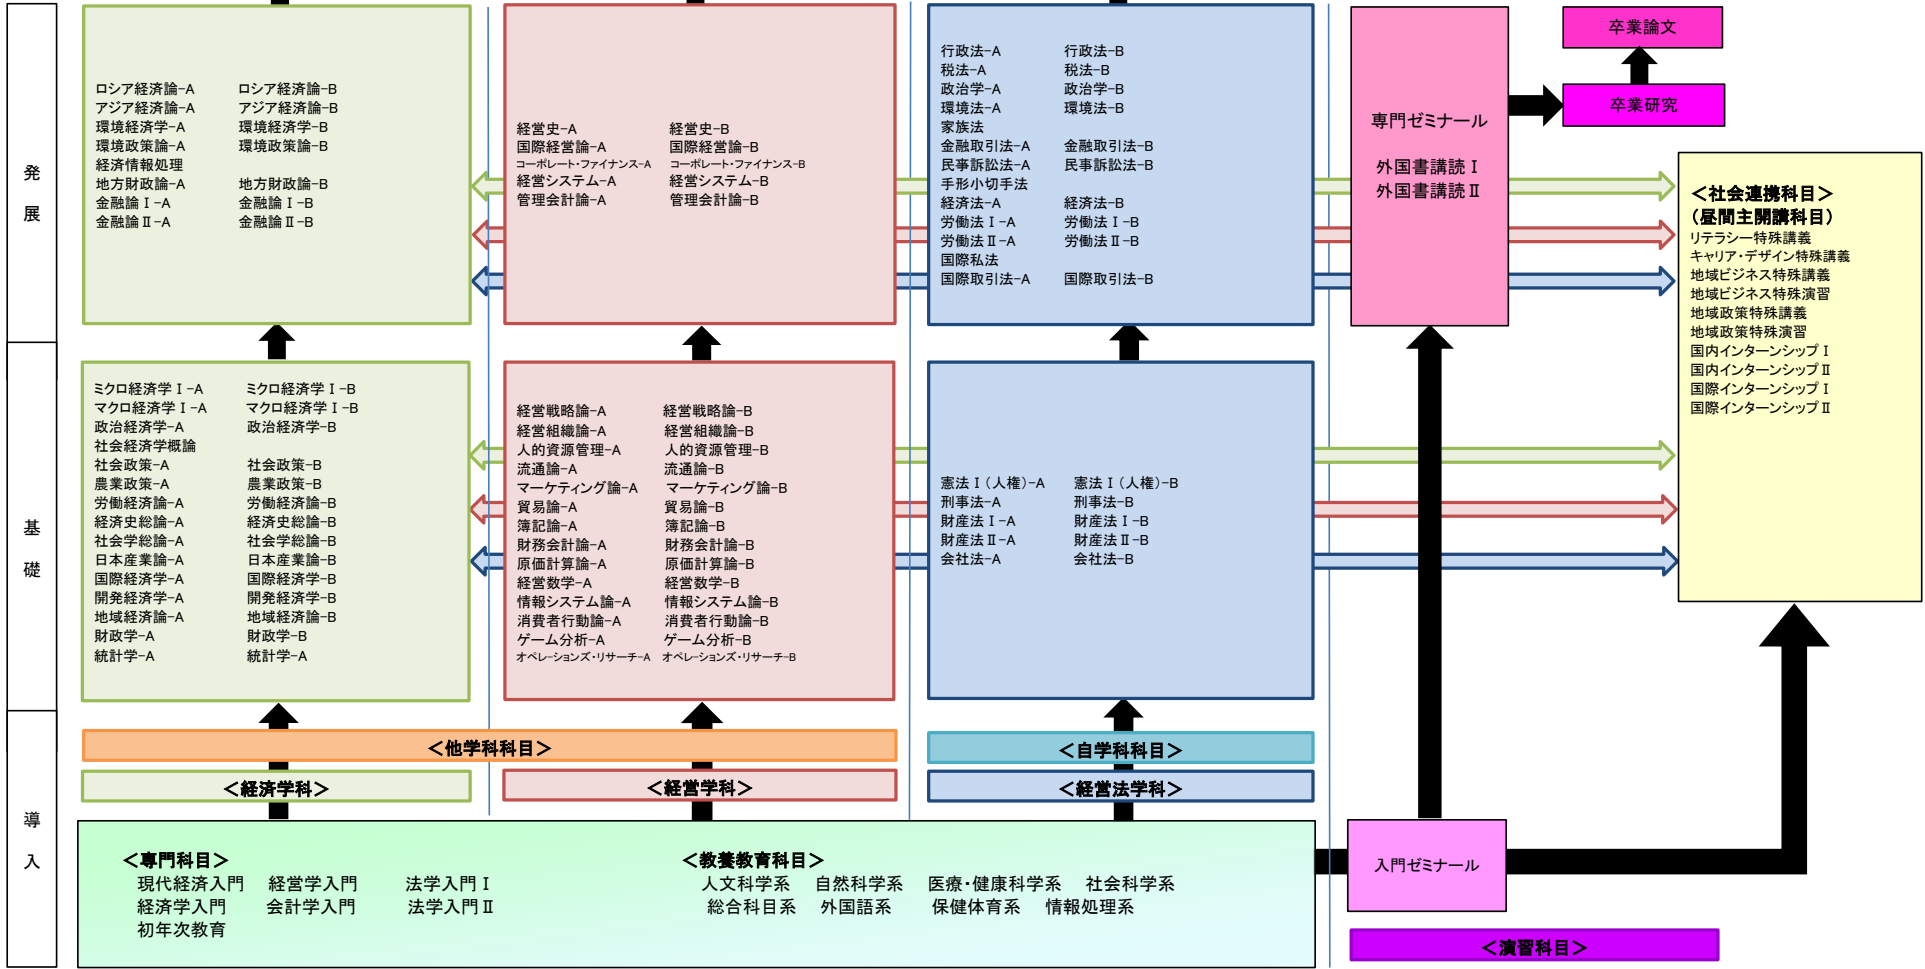 発
展
ロシア経済論-A ロシア経済論-B
アジア経済論-A アジア経済論-B
環境経済学-A 環境経済学-B
環境政策論-A 環境政策論-B
経済情報処理
地方財政論-A 地方財政論-B
金融論Ⅰ-A 金融論Ⅰ-B
金融論Ⅱ-A 金融論Ⅱ-B
経営史-A 経営史-B
国際経営論-A 国際経営論-B
コーポレート・ファイナンス-A コーポレート・ファイナンス-B
経営システム-A 経営システム-B
管理会計論-A 管理会計論-B
行政法-A 行政法-B
税法-A 税法-B
政治学-A 政治学-B
環境法-A 環境法-B
家族法
金融取引法-A 金融取引法-B
民事訴訟法-A 民事訴訟法-B
手形小切手法
経済法-A 経済法-B
労働法Ⅰ-A 労働法Ⅰ-B
労働法Ⅱ-A 労働法Ⅱ-B
国際私法
国際取引法-A 国際取引法-B
専門ゼミナール
外国書講読Ⅰ
外国書講読Ⅱ
卒業論文
卒業研究
＜社会連携科目＞
（昼間主開講科目）
リテラシー特殊講義
キャリア・デザイン特殊講義
地域ビジネス特殊講義
地域ビジネス特殊演習
地域政策特殊講義
地域政策特殊演習
国内インターンシップⅠ
国内インターンシップⅡ
国際インターンシップⅠ
国際インターンシップⅡ
基
礎
ミクロ経済学Ⅰ-A ミクロ経済学Ⅰ-B
マクロ経済学Ⅰ-A マクロ経済学Ⅰ-B
政治経済学-A 政治経済学-B
社会経済学概論
社会政策-A 社会政策-B
農業政策-A 農業政策-B
労働経済論-A 労働経済論-B
経済史総論-A 経済史総論-B
社会学総論-A 社会学総論-B
日本産業論-A 日本産業論-B
国際経済学-A 国際経済学-B
開発経済学-A 開発経済学-B
地域経済論-A 地域経済論-B
財政学-A 財政学-B
統計学-A 統計学-A
経営戦略論-A 経営戦略論-B
経営組織論-A 経営組織論-B
人的資源管理-A 人的資源管理-B
流通論-A 流通論-B
マーケティング論-A マーケティング論-B
貿易論-A 貿易論-B
簿記論-A 簿記論-B
財務会計論-A 財務会計論-B
原価計算論-A 原価計算論-B
経営数学-A 経営数学-B
情報システム論-A 情報システム論-B
消費者行動論-A 消費者行動論-B
ゲーム分析-A ゲーム分析-B
オペレーションズ・リサーチ-A オペレーションズ・リサーチ-B
憲法Ⅰ（人権）-A 憲法Ⅰ（人権）-B
刑事法-A 刑事法-B
財産法Ⅰ-A 財産法Ⅰ-B
財産法Ⅱ-A 財産法Ⅱ-B
会社法-A 会社法-B
導
入
＜他学科科目＞
＜自学科科目＞
＜経済学科＞
＜経営学科＞
＜経営法学科＞
＜専門科目＞
現代経済入門 経営学入門 法学入門Ⅰ
経済学入門 会計学入門 法学入門Ⅱ
初年次教育
＜教養教育科目＞
人文科学系 自然科学系 医療・健康科学系 社会科学系
総合科目系 外国語系 保健体育系 情報処理系
入門ゼミナール
＜演習科目＞